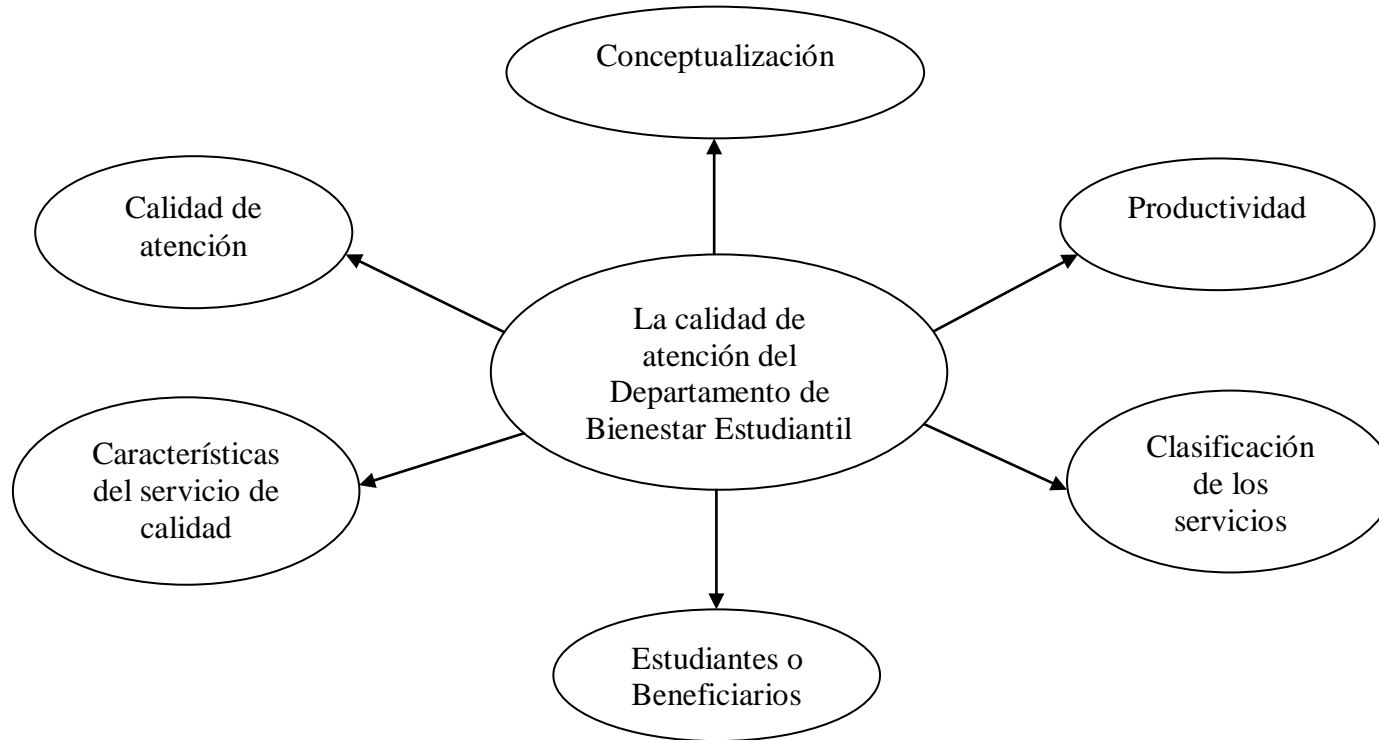 Conceptualización
Calidad de
atención
Productividad
La calidad de
atención del
Departamento de
Bienestar Estudiantil
Características
del servicio de
calidad
Clasificación
de los
servicios
Estudiantes o
Beneficiarios